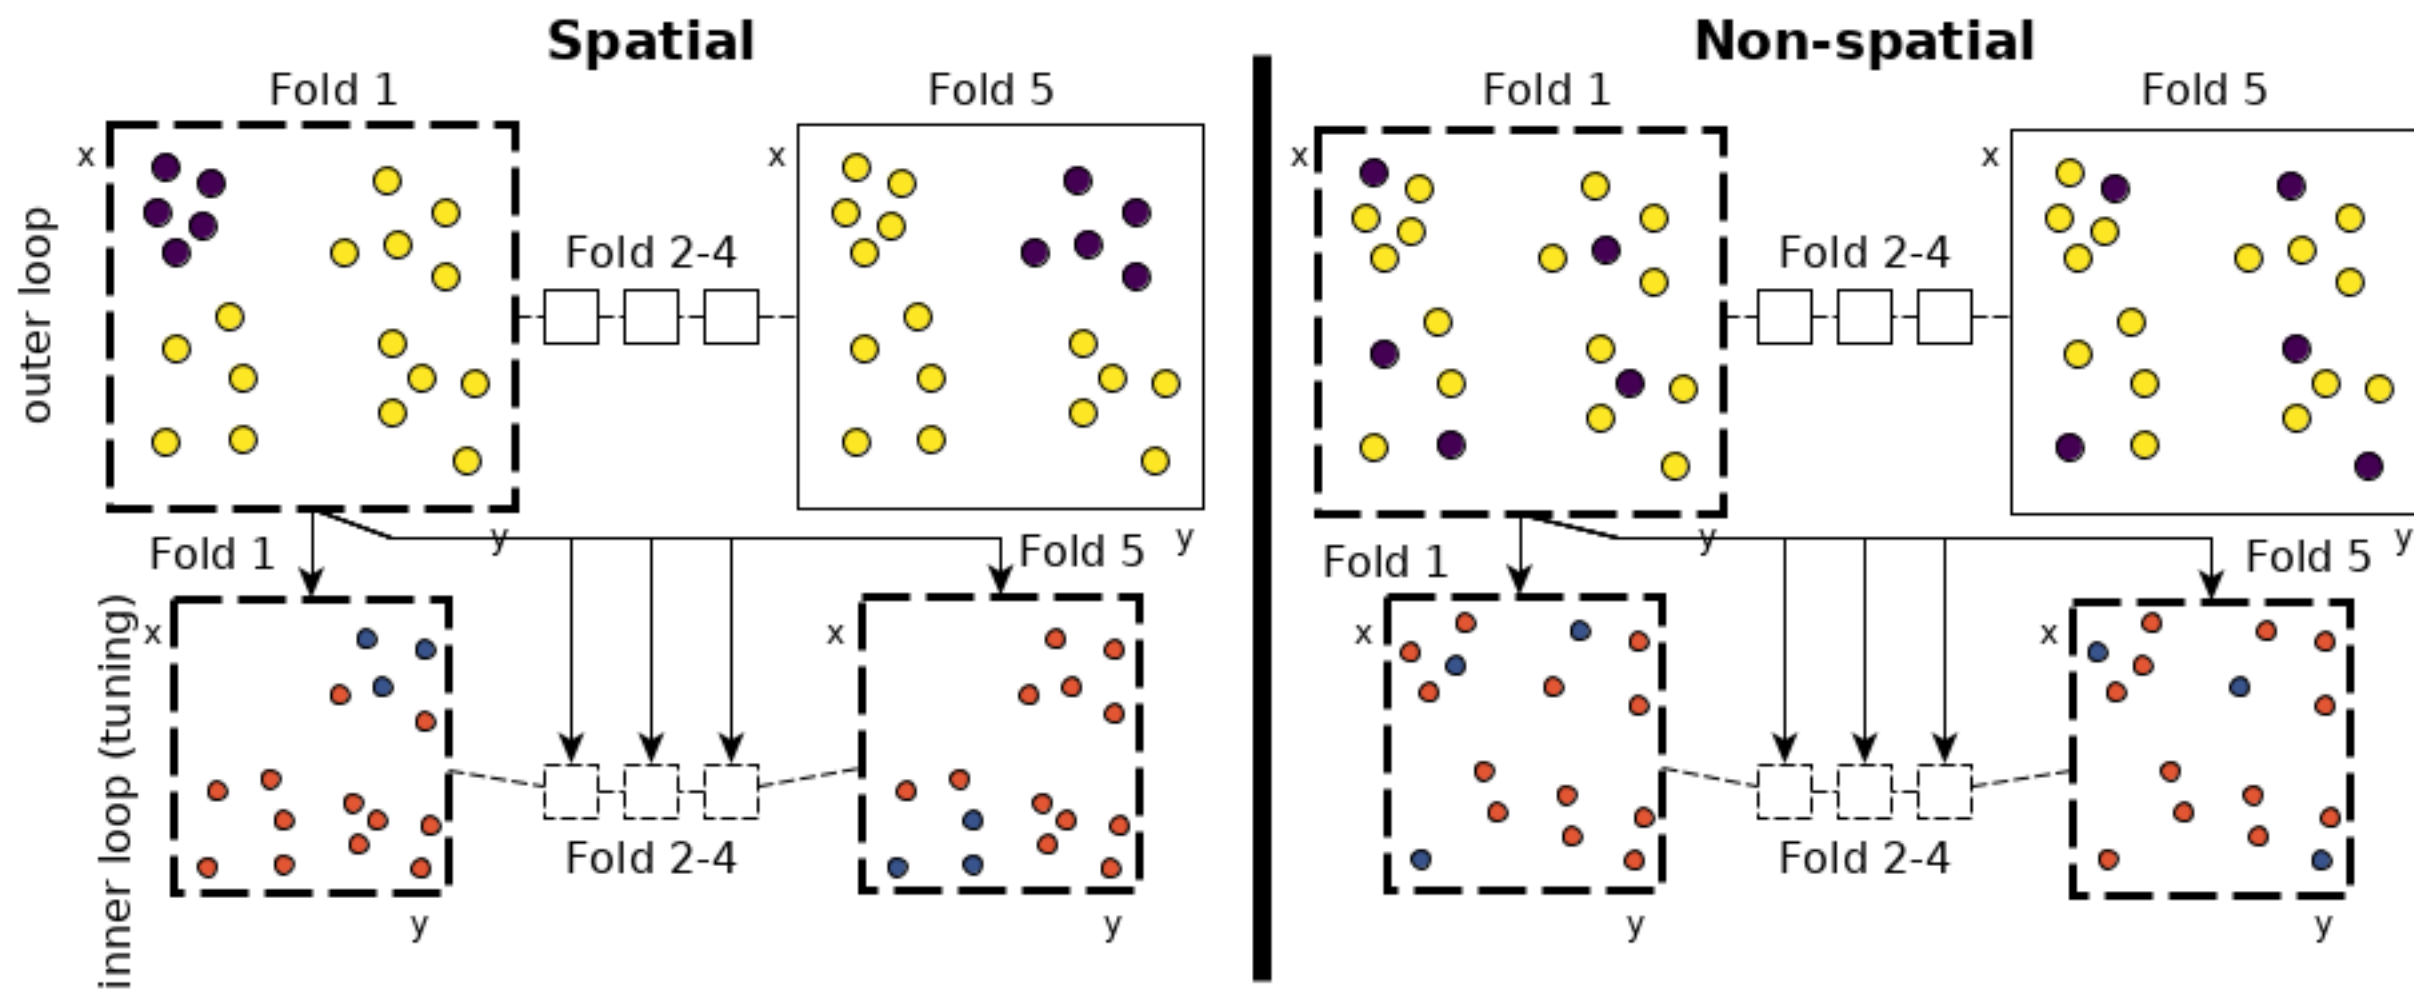 Spatial
Non-spatial
Fold 1
Fold 5
Fold 1
Fold 5
x
x
x
x
outer loop
Fold 2-4
Fold 2-4
y
y
y
y
Fold 1
Fold 5
Fold 1
Fold 5
x
x
x
x
inner loop (tuning)
Fold 2-4
Fold 2-4
y
y
y
y